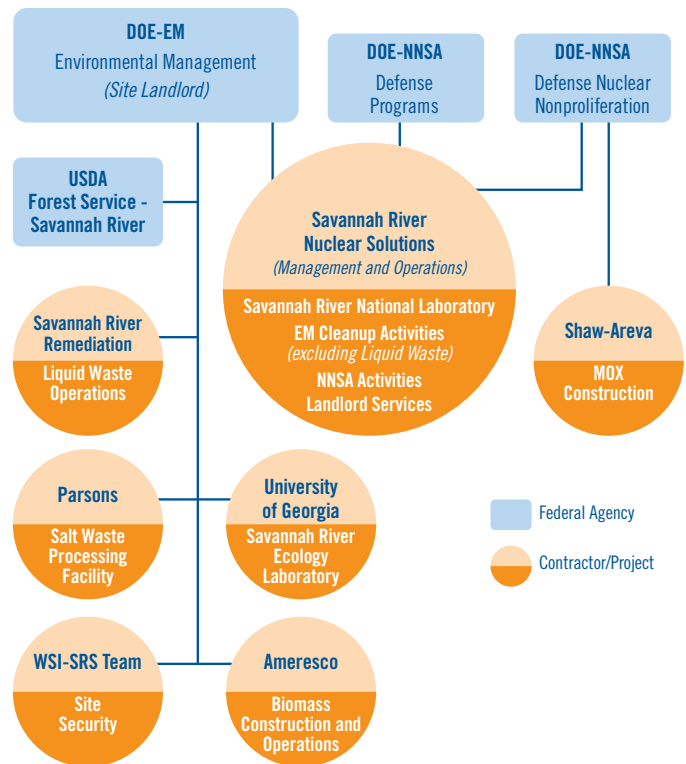 DOE-EM
Environmental Management
(Site Landlord)
DOE-NNSA
Defense
Programs
DOE-NNSA
Defense Nuclear
Nonproliferation
USDA
Forest Service -
Savannah River
Savannah River
Nuclear Solutions
(Management and Operations)
Savannah River National Laboratory
EM Cleanup Activities
(excluding Liquid Waste)
NNSA Activities
Landlord Services
Savannah River
Remediation
Liquid Waste
Operations
Shaw-Areva
MOX
Construction
Parsons
Salt Waste
Processing
Facility
University
of Georgia
Savannah River
Ecology
Laboratory
Federal Agency
Contractor/Project
WSI-SRS Team
Site
Security
Ameresco
Biomass
Construction and
Operations